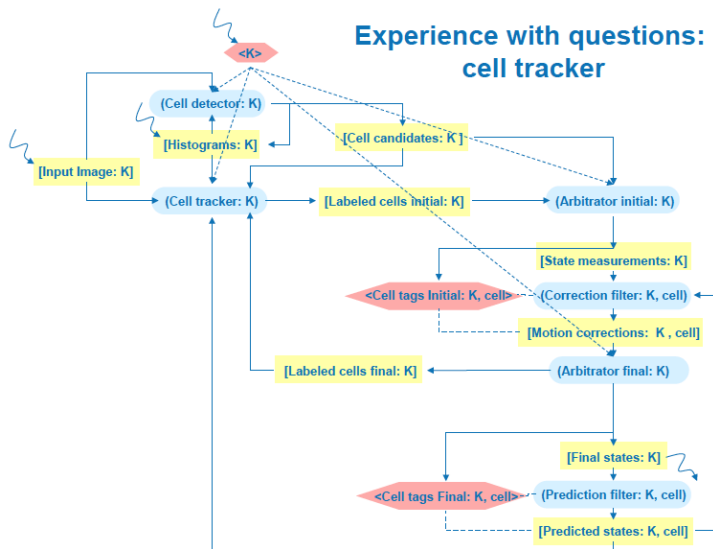 Experience with questions:
cell tracker
<K>
(Cell detector: K)
[Histograms: K]
[Cell candidates: K ]
[Input Image: K]
(Cell tracker: K)
[Labeled cells initial: K]
(Arbitrator initial: K)
[State measurements: K]
<Cell tags Initial: K, cell>
(Correction filter: K, cell)
[Motion corrections: K , cell]
[Labeled cells final: K]
(Arbitrator final: K)
[Final states: K]
<Cell tags Final: K, cell>
(Prediction filter: K, cell)
[Predicted states: K, cell]